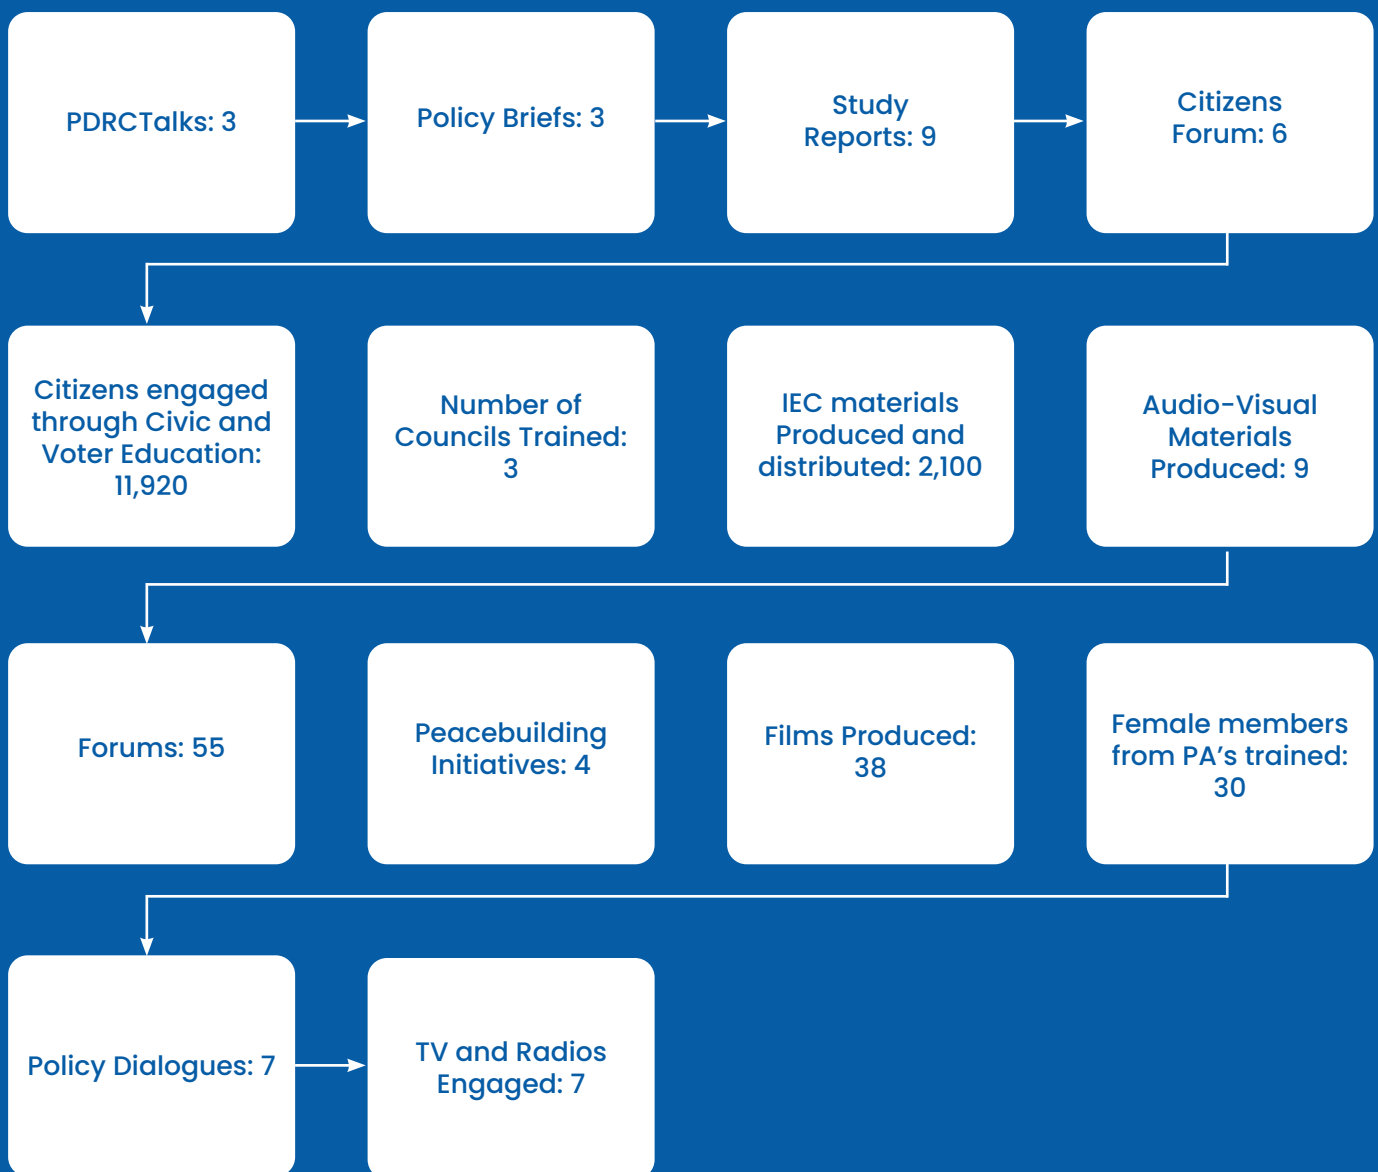 PDRCTalks: 3
Policy Briefs: 3
Study
Reports: 9
Citizens
Forum: 6
Citizens engaged
through Civic and
Voter Education:
11,920
Number of
Councils Trained:
3
IEC materials
Produced and
distributed: 2,100
Audio-Visual
Materials
Produced: 9
Forums: 55
Peacebuilding
Initiatives: 4
Films Produced:
38
Female members
from PA's trained:
30
Policy Dialogues: 7
TV and Radios
Engaged: 7